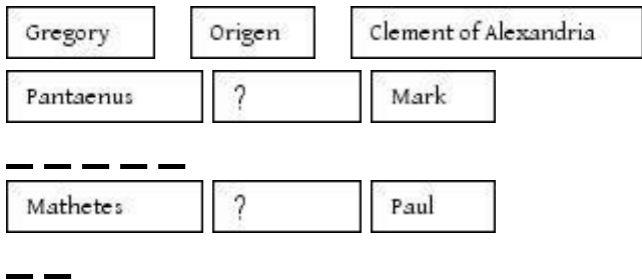 Gregory Origen Clement of Alexandria
Pantaenus ? Mark
Mathetes ? Paul